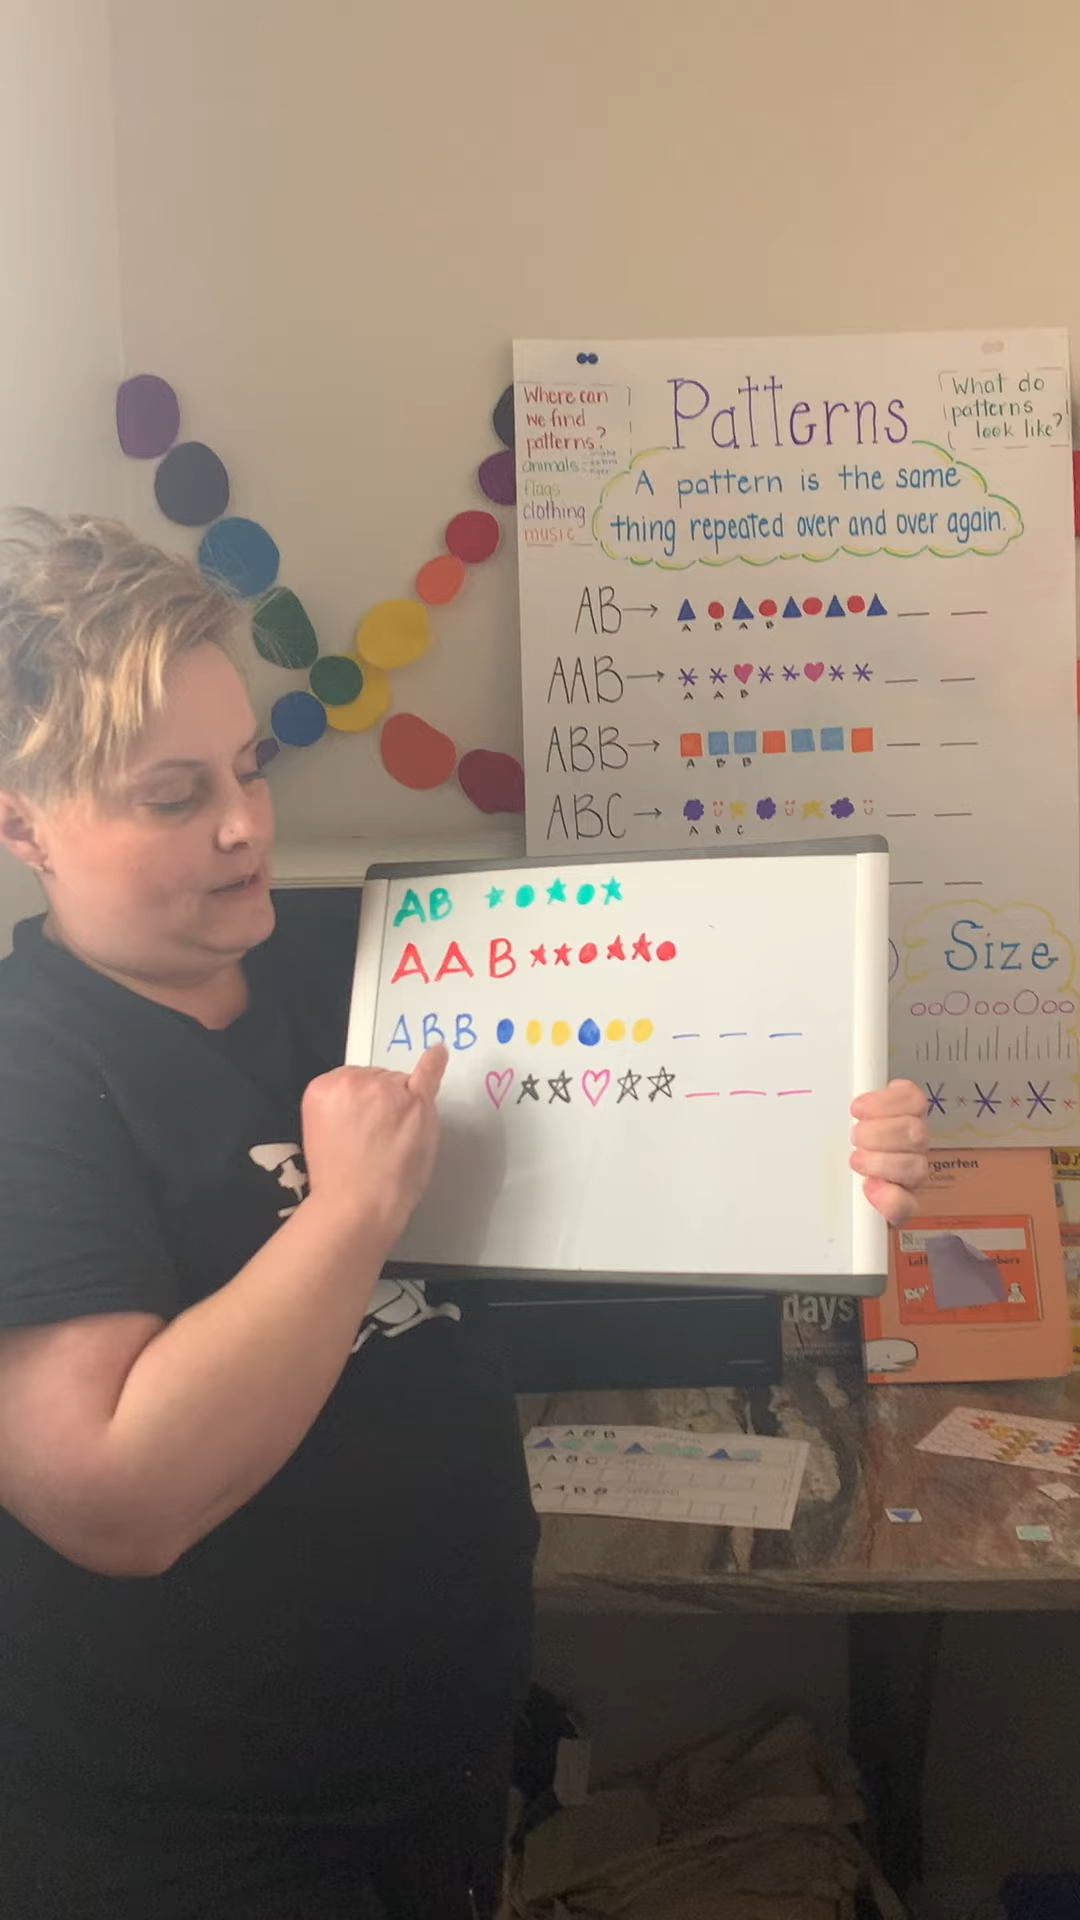 Patterns
Where can
we find
patterns?
animals:
flags
clothing
music
What do
patterns
look like?
A pattern is the same
thing repeated over and over again.
AB
A B A B
AAB
A A B
ABB
A B B
ABC
A B C
Size
AB
AAB
ABB
days
A B B
A B C
A A B B